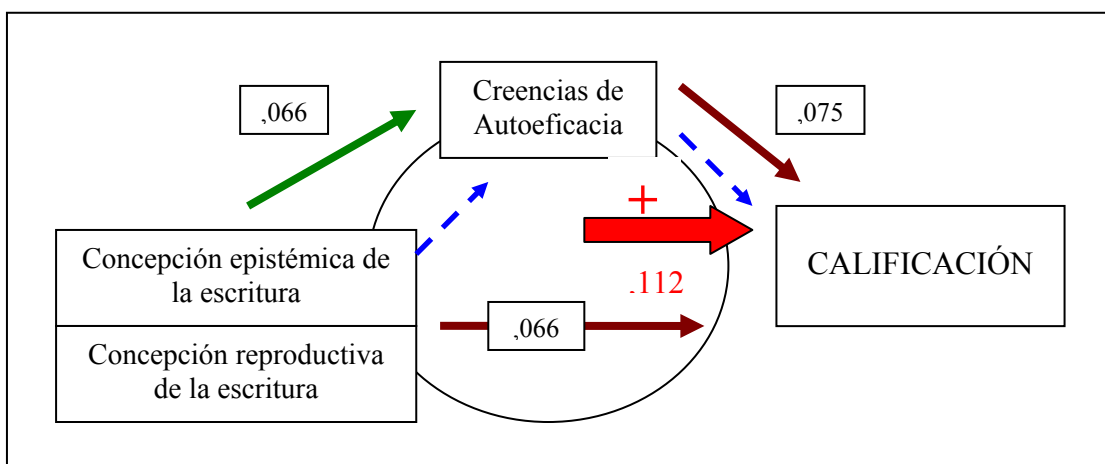 Creencias de
Autoeficacia
,066
,075
+
Concepción epistémica de
la escritura
CALIFICACIÓN
,112
,066
Concepción reproductiva
de la escritura